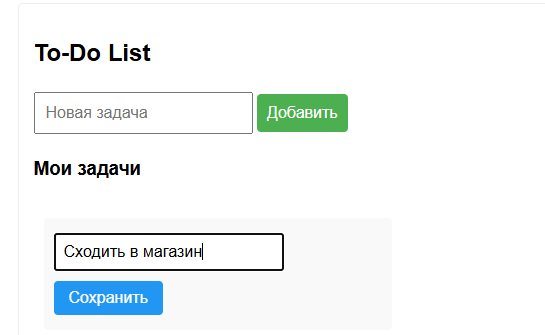 To-Do List
Новая задача
Добавить
Мои задачи
Сходить в магазин
Сохранить